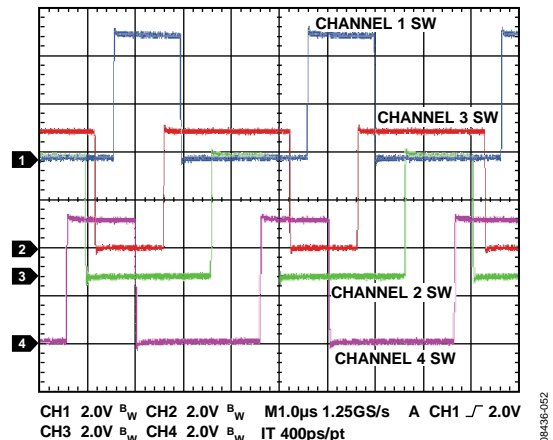 CHANNEL 1 SW
CHANNEL 3 SW
1
2
3
CHANNEL 2 SW
4
CHANNEL 4 SW
CH1 2.0V BW CH2 2.0V BW M1.0µs 1.25GS/s A CH1 2.0V
CH3 2.0V BW CH4 2.0V BW IT 400ps/pt
08436-052